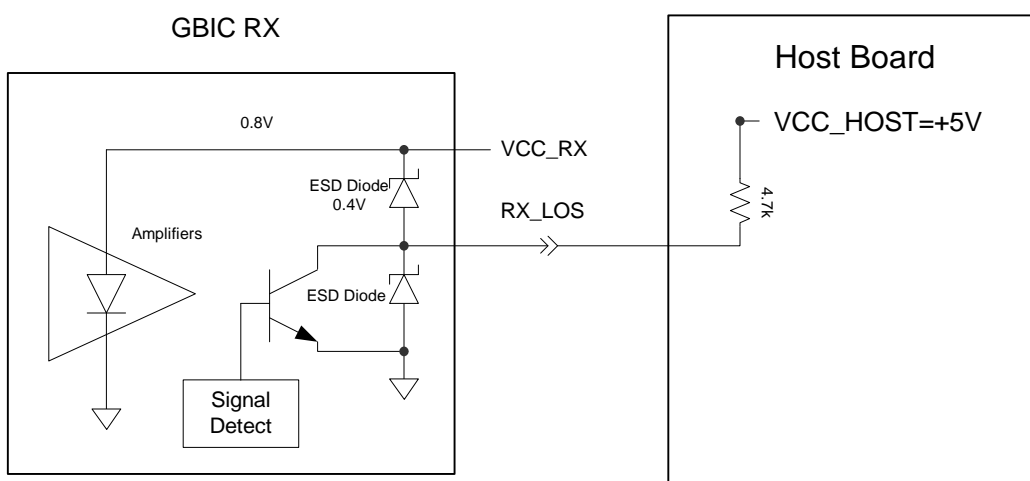 GBIC RX
Host Board
0.8V
VCC_HOST=+5V
VCC_RX
ESD Diode
0.4V
4.7k
RX_LOS
Amplifiers
ESD Diode
Signal
Detect